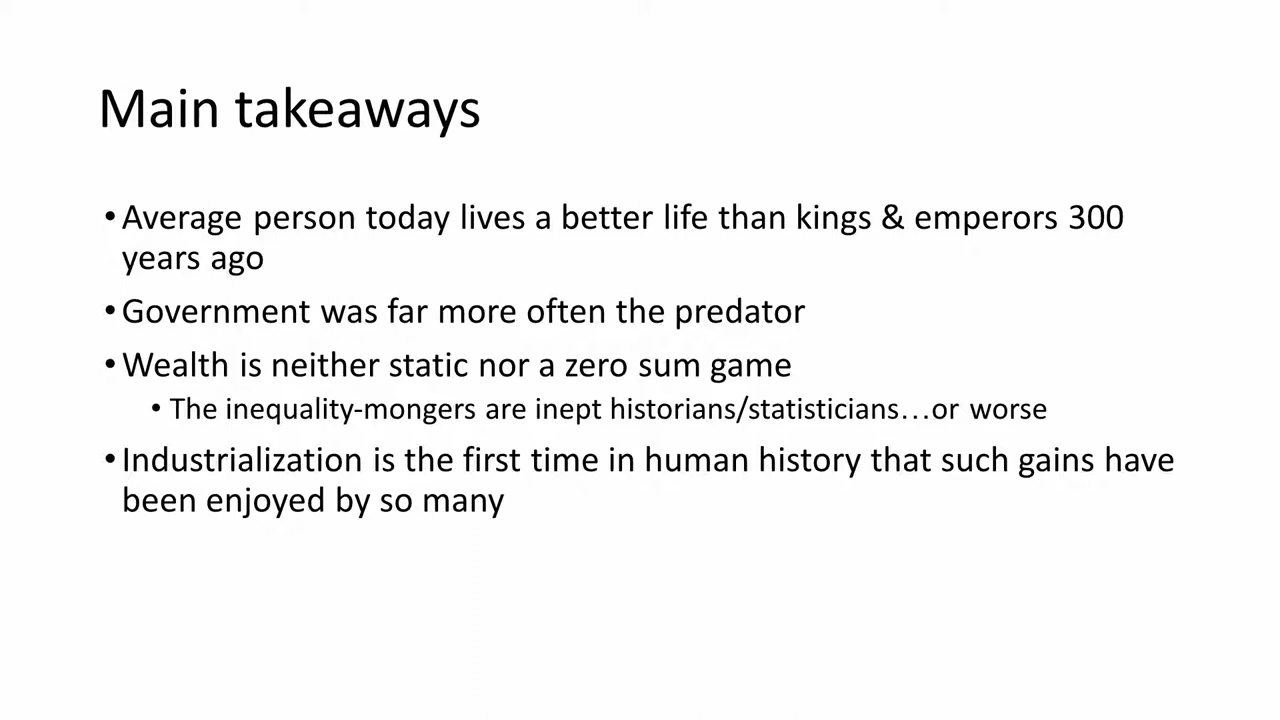 Main takeaways
•Average person today lives a better life than kings & emperors 300
years ago
•Government was far more often the predator
•Wealth is neither static nor a zero sum game
•The inequality-mongers are inept historians/statisticians…or worse
•Industrialization is the first time in human history that such gains have
been enjoyed by so many